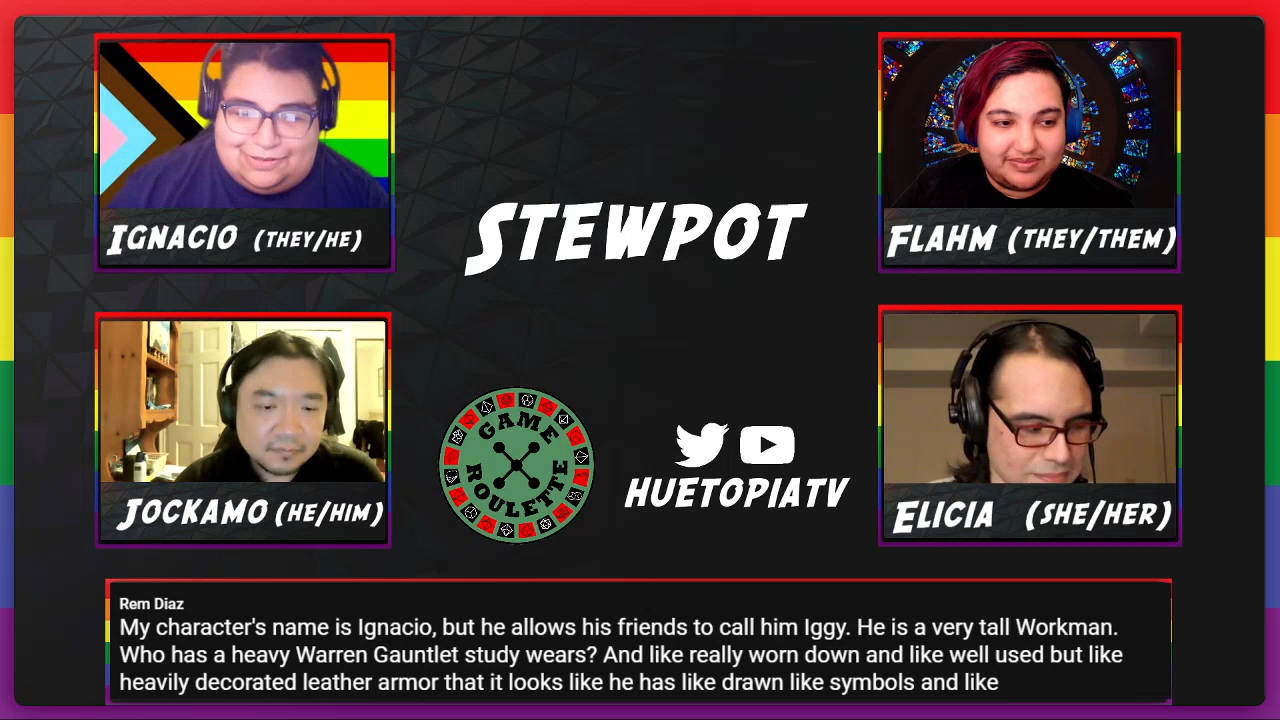 IGNACIO (THEY/HE)
FLAHM (THEY/THEM)
STEWPOT
JOCKAMO (HE/HIM)
GAME
ROULETTE
HUETOPIATV
ELICIA (SHE/HER)
Rem Diaz
My character's name is Ignacio, but he allows his friends to call him Iggy. He is a very tall Workman.
Who has a heavy Warren Gauntlet study wears? And like really worn down and like well used but like
heavily decorated leather armor that it looks like he has like drawn like symbols and like